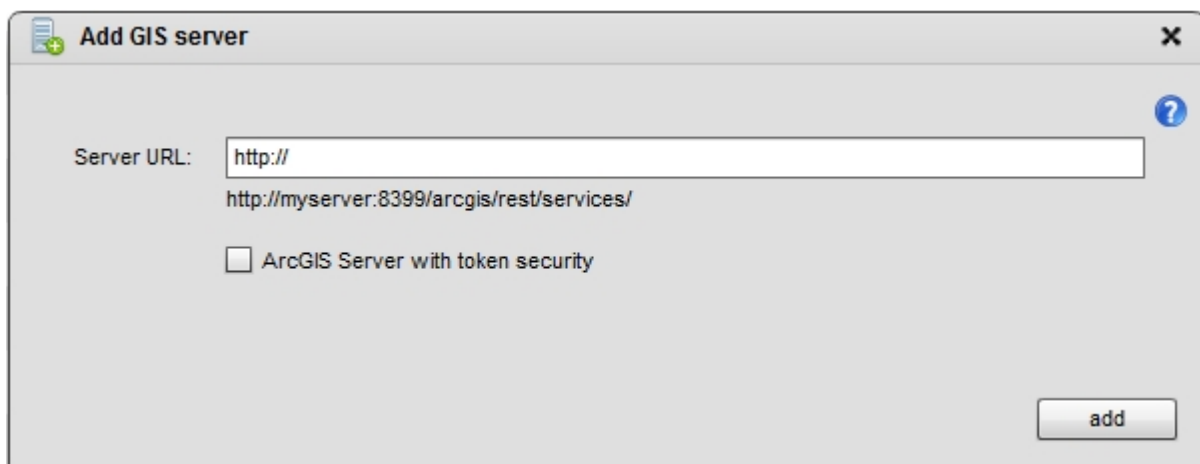 Add GIS server
Server URL: http://
http://myserver:8399/arcgis/rest/services/
ArcGIS Server with token security
add